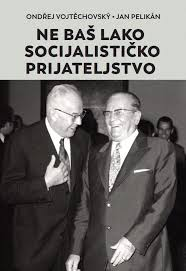 ONDŘEJ VOJTĚCHOVSKÝ • JAN PELIKÁN
NE BAŠ LAKO
SOCIJALISTIČKO
PRIJATELJSTVO